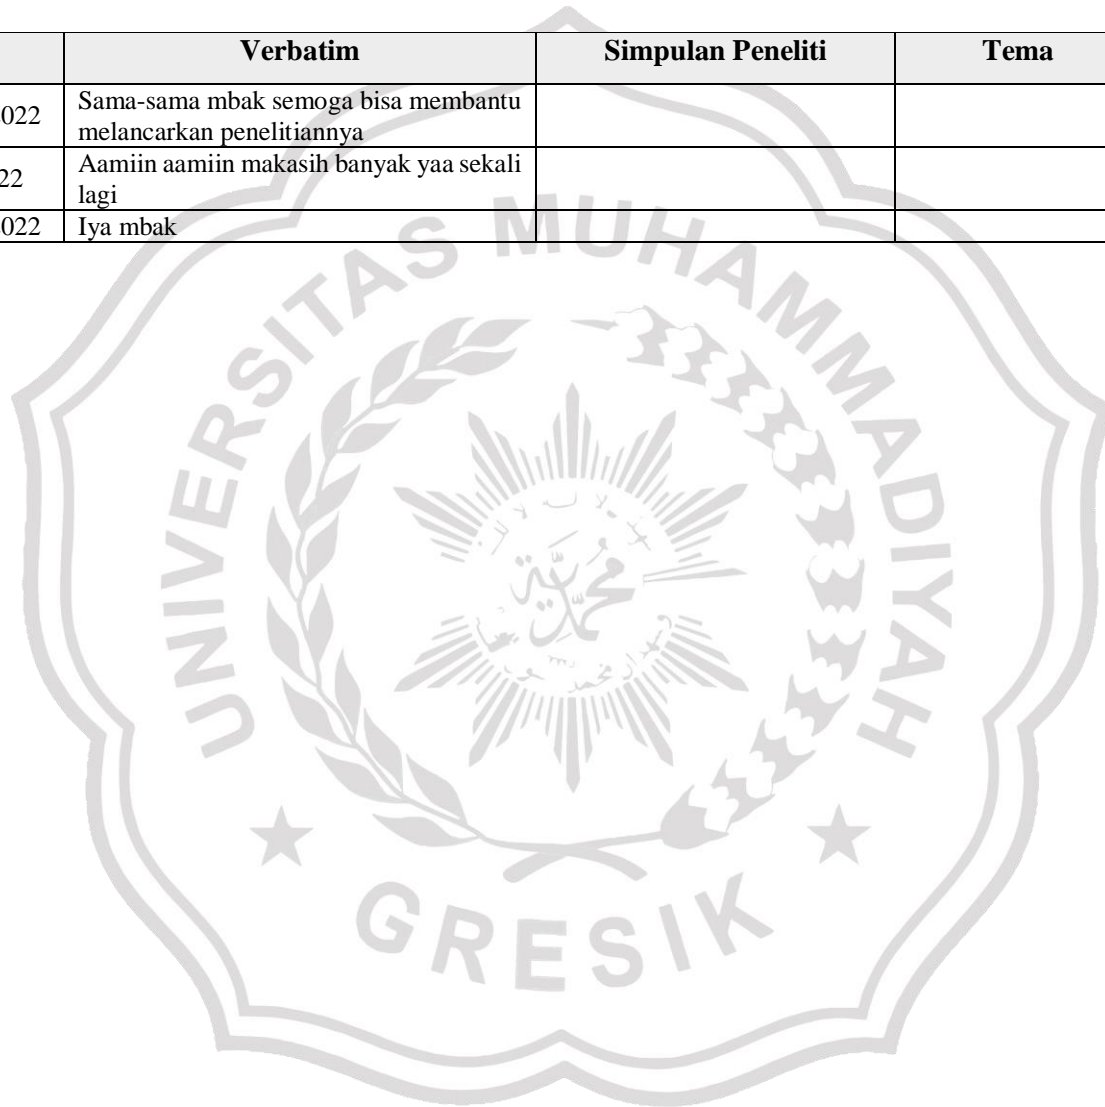 Verbatim Simpulan Peneliti Tema
022 Sama-sama mbak semoga bisa membantu
melancarkan penelitiannya
22 Aamiin aamiin makasih banyak yaa sekali
lagi
022 Iya mbak
UNIVERSITAS MUHAMMADIYAH
محمدية
GRESIK